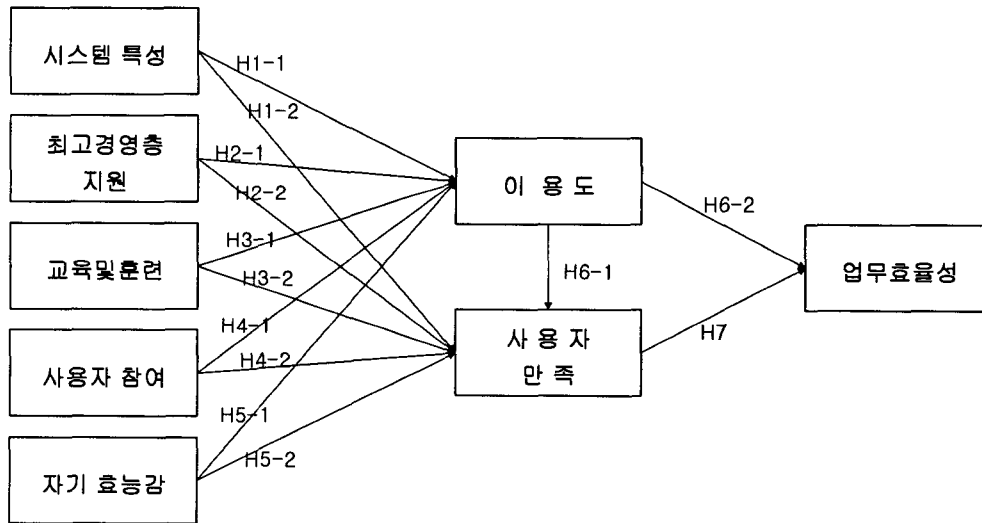 시스템 특성
최고경영층
지원
교육및훈련
사용자 참여
자기 효능감
H1-1
H1-2
H2-1
H2-2
H3-1
H3-2
H4-1
H4-2
H5-1
H5-2
이 용 도
H6-1
사 용 자
만 족
H6-2
H7
업무효율성